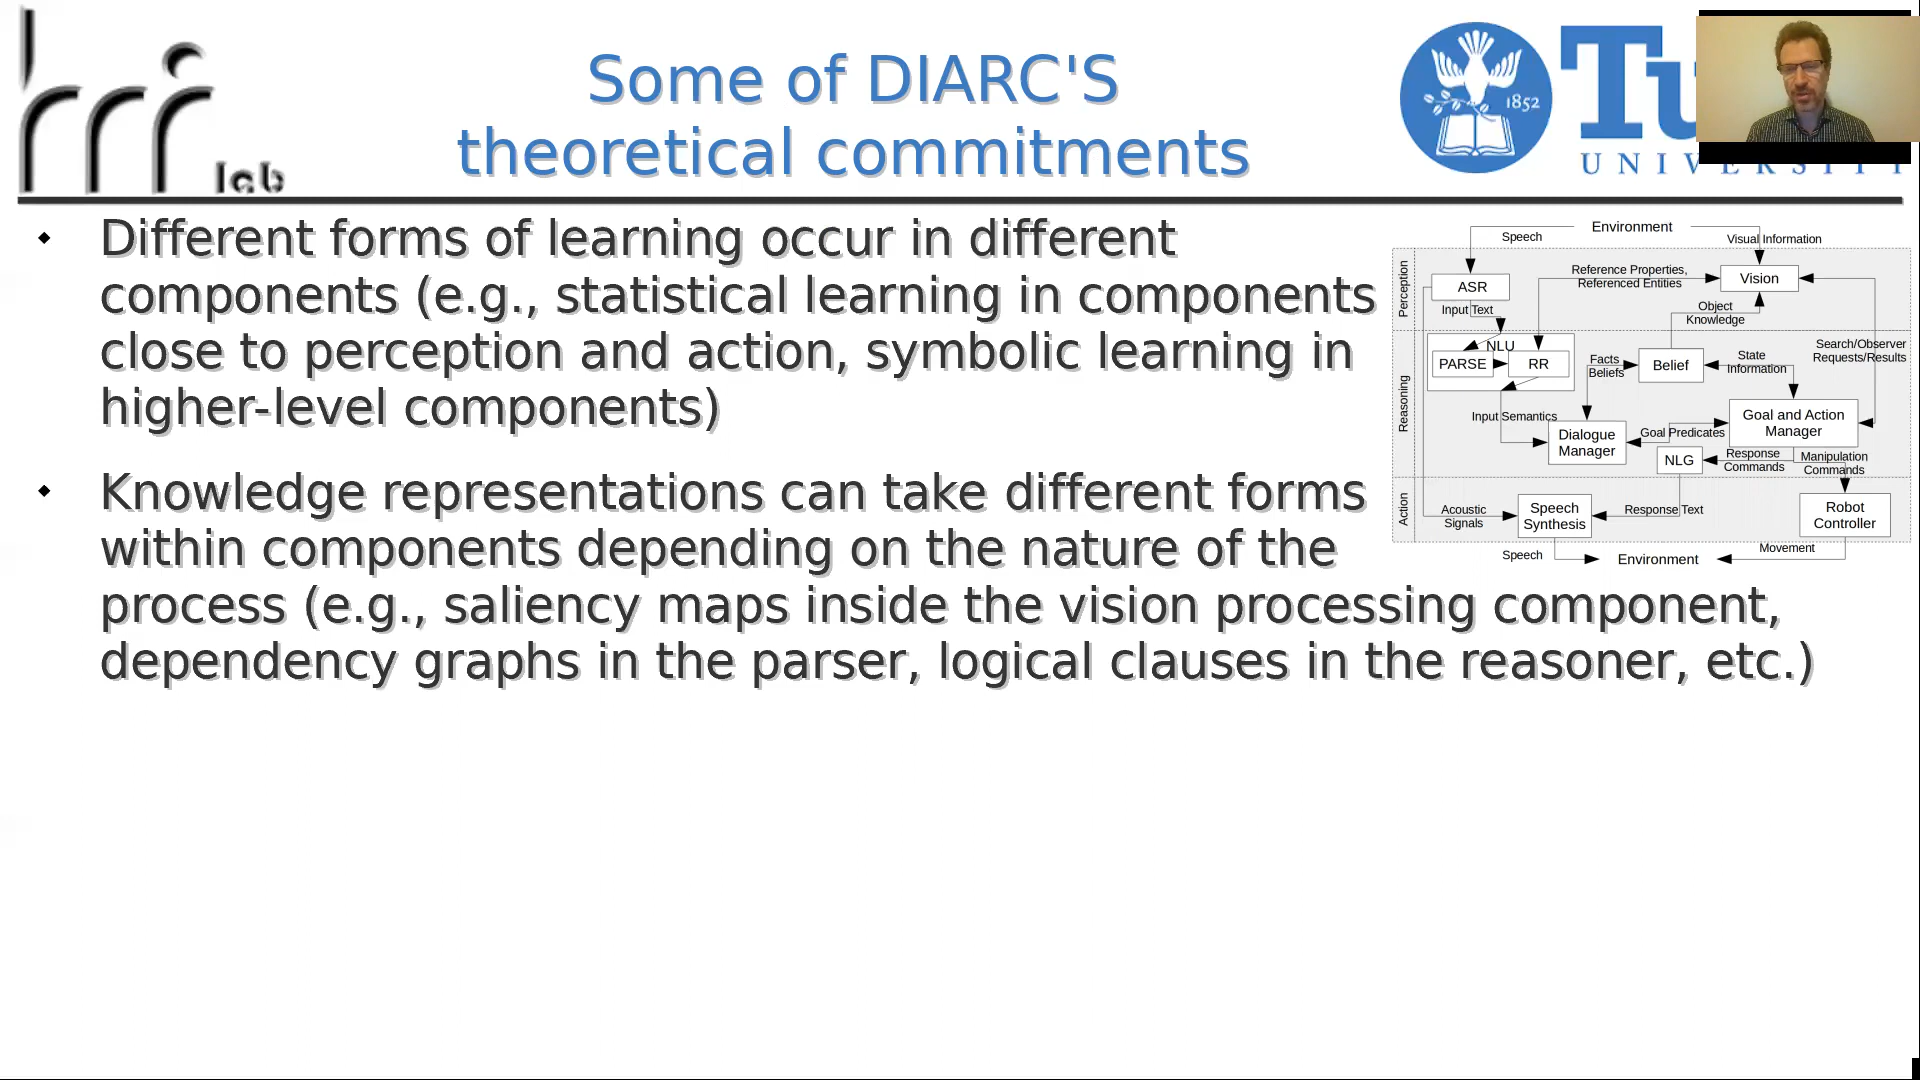 lab
Some of DIARC'S
theoretical commitments
1852
Tu
UNIVERSITY
• Different forms of learning occur in different
components (e.g., statistical learning in components
close to perception and action, symbolic learning in
higher-level components)
• Knowledge representations can take different forms
within components depending on the nature of the
process (e.g., saliency maps inside the vision processing component,
dependency graphs in the parser, logical clauses in the reasoner, etc.)
Environment
Speech
Visual Information
Perception
ASR
Reference Properties,
Referenced Entities
Vision
Input Text
Object
Knowledge
Reasoning
NLU
PARSE
RR
Facts
Beliefs
Belief
State
Information
Search/Observer
Requests/Results
Input Semantics
Dialogue
Manager
Goal Predicates
Goal and Action
Manager
NLG
Response
Commands
Manipulation
Commands
Action
Acoustic
Signals
Speech
Synthesis
Response Text
Robot
Controller
Speech
Environment
Movement